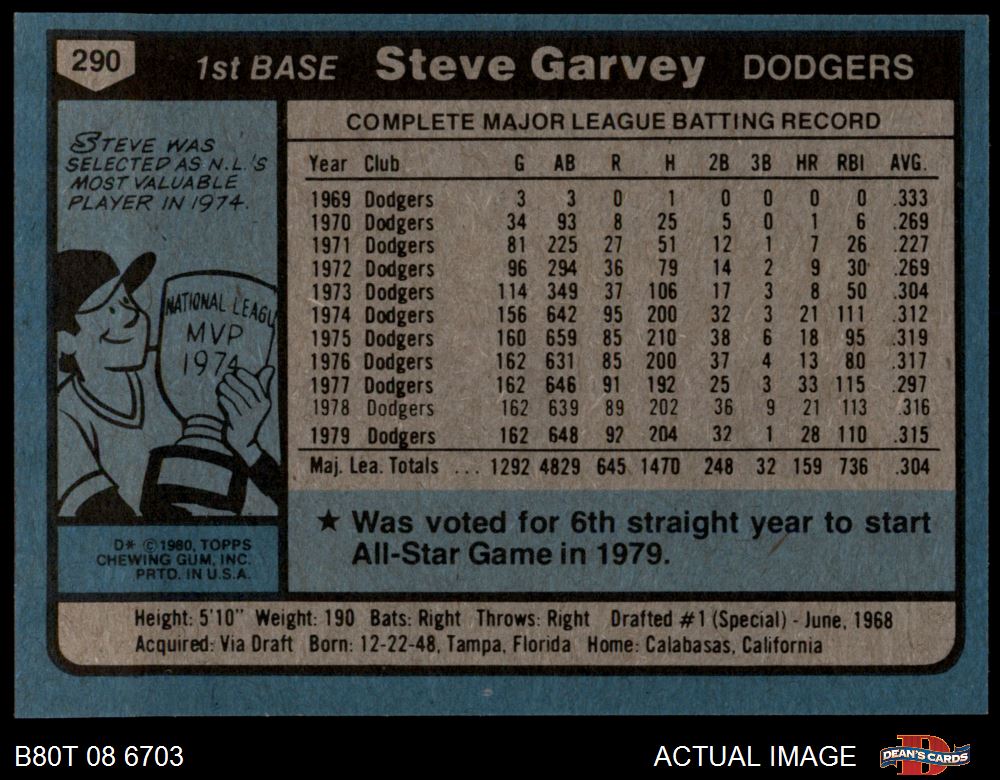 290 1st BASE Steve Garvey DODGERS
STEVE WAS
SELECTED AS N.L.'S
MOST VALUABLE
PLAYER IN 1974.
NATIONAL LEAGU
MVP
1974
D* © 1980, TOPPS
CHEWING GUM, INC.
PRTD. IN U.S.A.
COMPLETE MAJOR LEAGUE BATTING RECORD
Year Club G AB R H 2B 3B HR RBI AVG.
1969 Dodgers 3 3 0 1 0 0 0 0 .333
1970 Dodgers 34 93 8 25 5 0 1 6 .269
1971 Dodgers 81 225 27 51 12 1 7 26 .227
1972 Dodgers 96 294 36 79 14 2 9 30 .269
1973 Dodgers 114 349 37 106 17 3 8 50 .304
1974 Dodgers 156 642 95 200 32 3 21 111 .312
1975 Dodgers 160 659 85 210 38 6 18 95 .319
1976 Dodgers 162 631 85 200 37 4 13 80 .317
1977 Dodgers 162 646 91 192 25 3 33 115 .297
1978 Dodgers 162 639 89 202 36 9 21 113 .316
1979 Dodgers 162 648 92 204 32 1 28 110 .315
Maj. Lea. Totals ... 1292 4829 645 1470 248 32 159 736 .304
★ Was voted for 6th straight year to start
All-Star Game in 1979.
Height: 5'10" Weight: 190 Bats: Right Throws: Right Drafted #1 (Special) - June, 1968
Acquired: Via Draft Born: 12-22-48, Tampa, Florida Home: Calabasas, California
B80T 08 6703 ACTUAL IMAGE DEAN'S CARDS